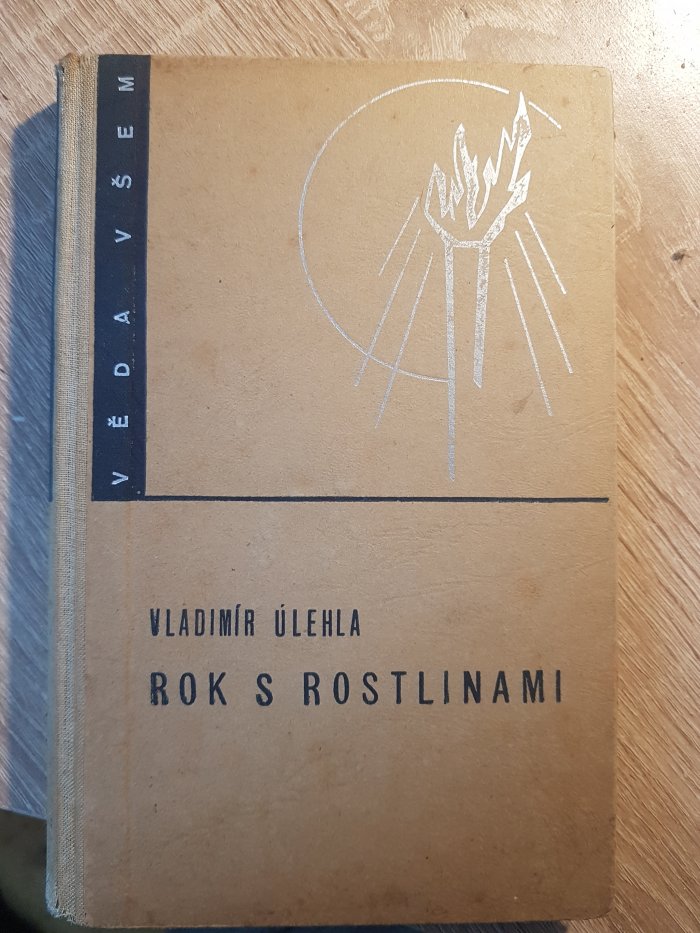 VĚDA VŠEM
VLADIMÍR ÚLEHLA
ROK S ROSTLINAMI